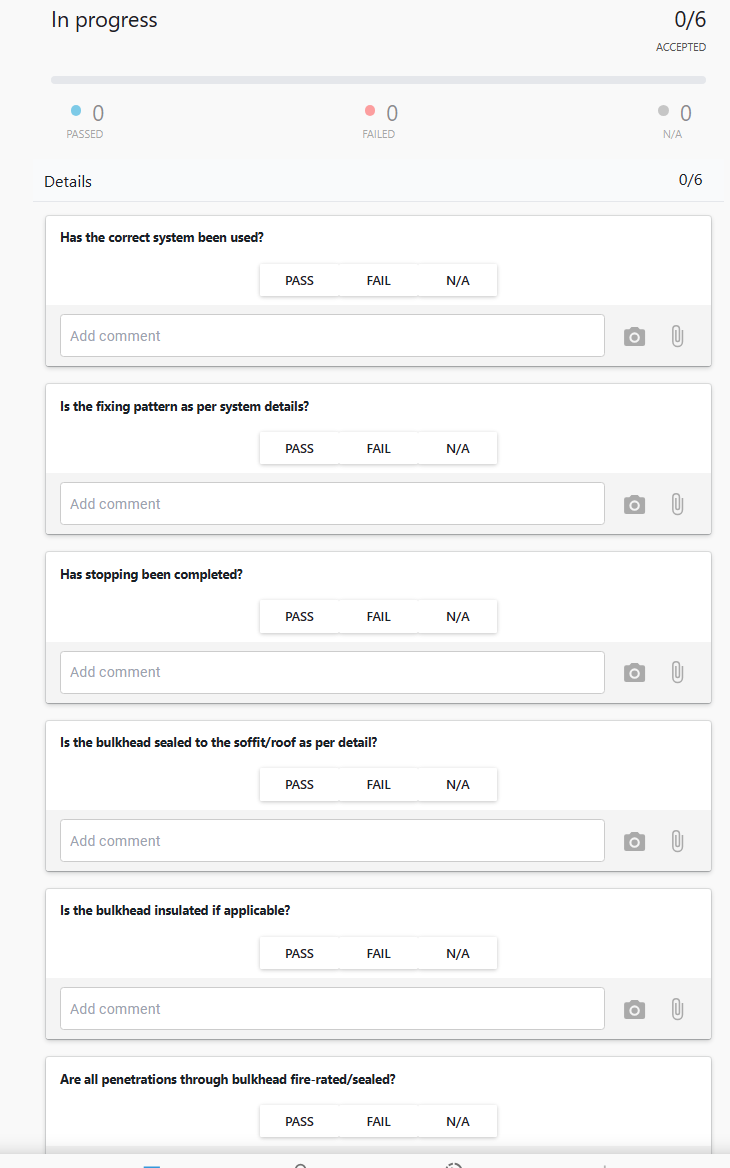 In progress
0/6
ACCEPTED
0
0
0
PASSED
FAILED
N/A
Details
0/6
Has the correct system been used?
PASS FAIL N/A
Add comment
Is the fixing pattern as per system details?
PASS FAIL N/A
Add comment
Has stopping been completed?
PASS FAIL N/A
Add comment
Is the bulkhead sealed to the soffit/roof as per detail?
PASS FAIL N/A
Add comment
Is the bulkhead insulated if applicable?
PASS FAIL N/A
Add comment
Are all penetrations through bulkhead fire-rated/sealed?
PASS FAIL N/A